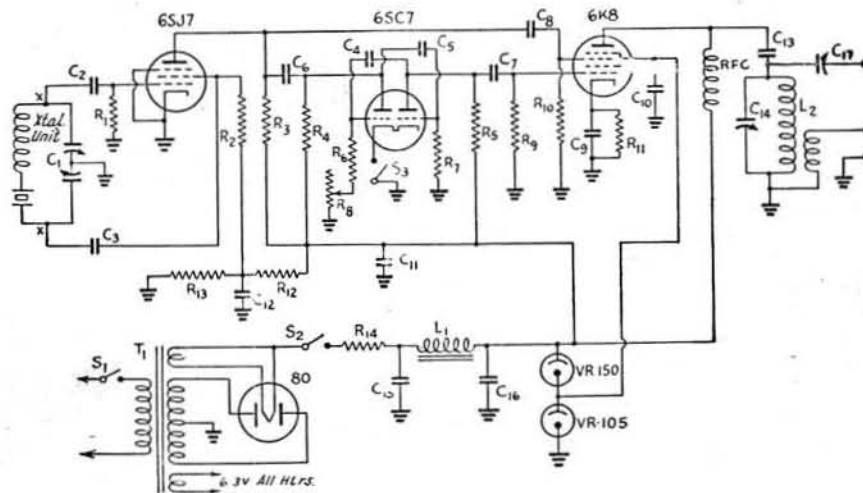 6SJ7
6SC7
6K8
C8
C2
C4
C5
C13
C17
C6
C7
RFC
X
Xtal Unit
R1
R10
C10
C14
L2
C1
R2
R3
R4
R6
R5
R9
C9
R11
S3
R7
R8
X
C3
C11
R13
R12
C12
T1
S2
R14
L1
S1
80
C15
C16
VR150
VR-105
6.3V All Htrs.